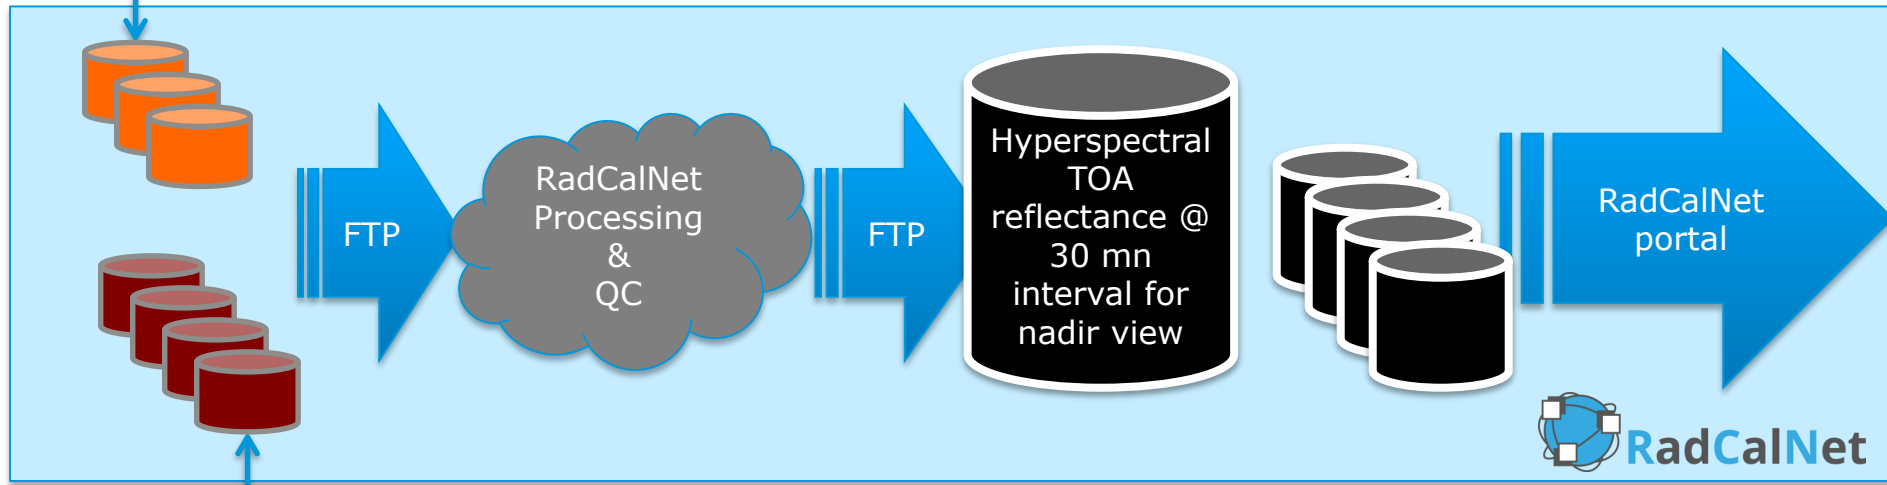 FTP
RadCalNet
Processing
&
QC
FTP
Hyperspectral
TOA
reflectance @
30 mn
interval for
nadir view
RadCalNet
portal
RadCalNet